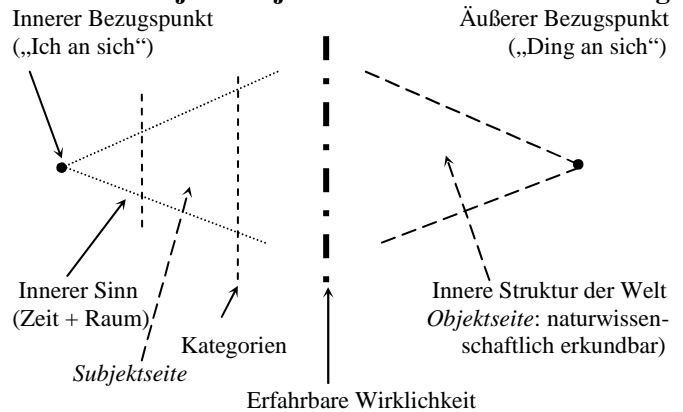 Innerer Bezugspunkt
(„Ich an sich“)
Äußerer Bezugspunkt
(„Ding an sich“)
Innerer Sinn
(Zeit + Raum)
Kategorien
Subjektseite
Innere Struktur der Welt
Objektseite: naturwissen-
schaftlich erkundbar)
Erfahrbare Wirklichkeit